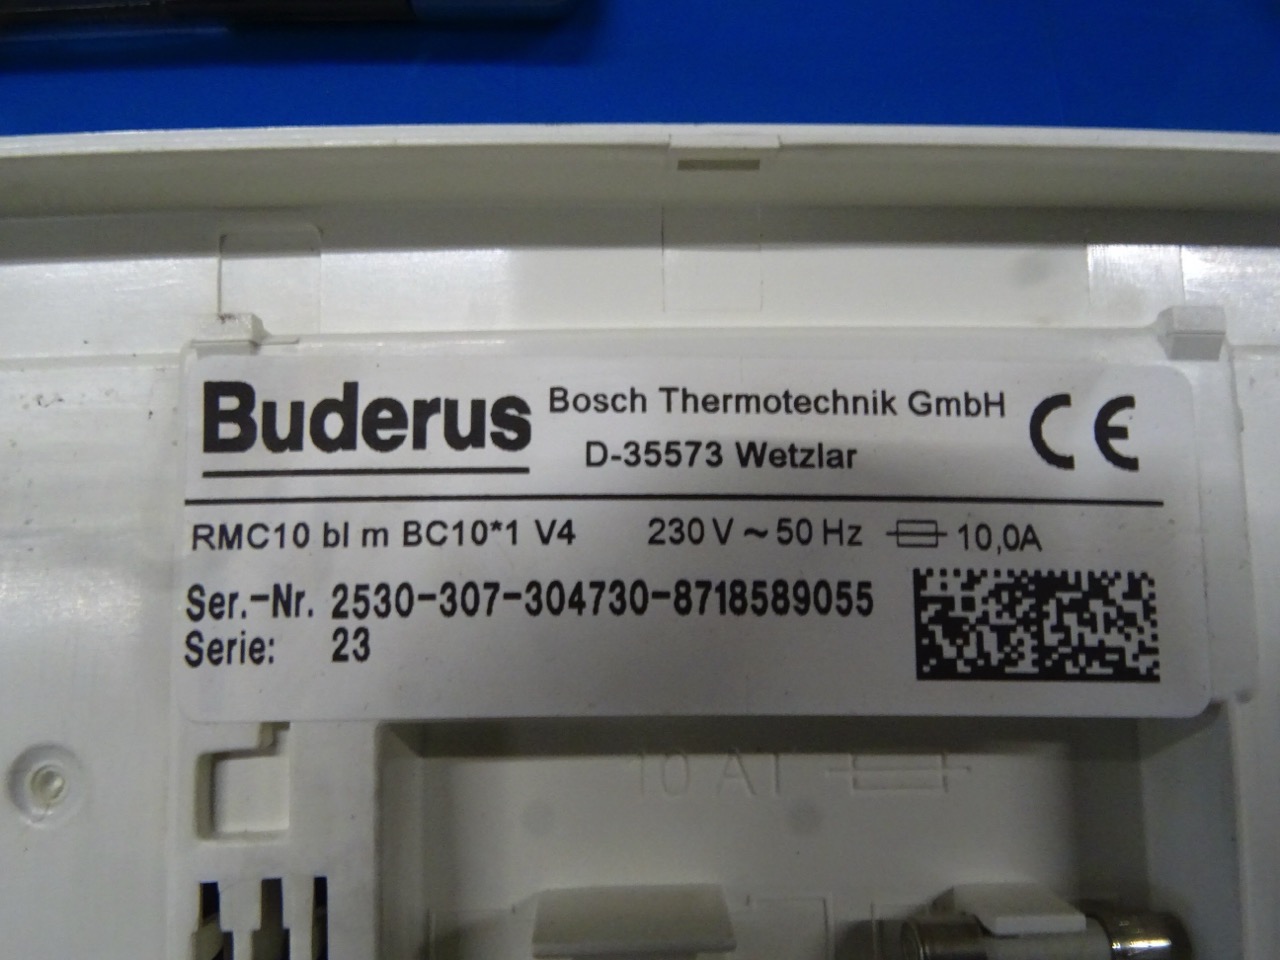 Buderus
Bosch Thermotechnik GmbH
D-35573 Wetzlar
CE
RMC10 bl m BC10*1 V4 230 V ~ 50 Hz 10,0A
Ser.-Nr. 2530-307-304730-8718589055
Serie: 23
10 AT